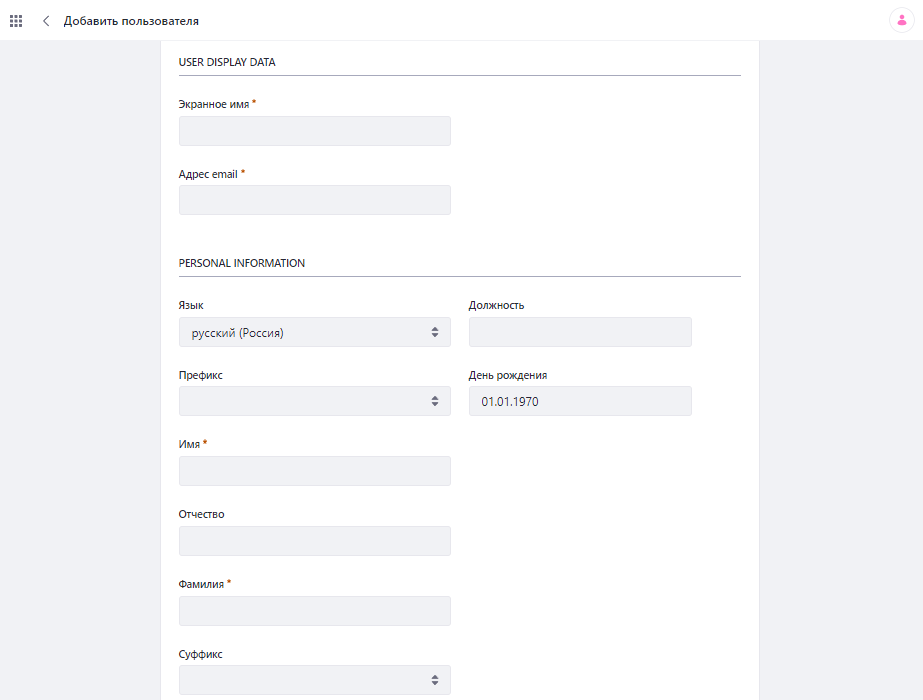 Добавить пользователя
USER DISPLAY DATA
Экранное имя *
Адрес email *
PERSONAL INFORMATION
Язык
русский (Россия)
Должность
Префикс
День рождения
01.01.1970
Имя *
Отчество
Фамилия *
Суффикс